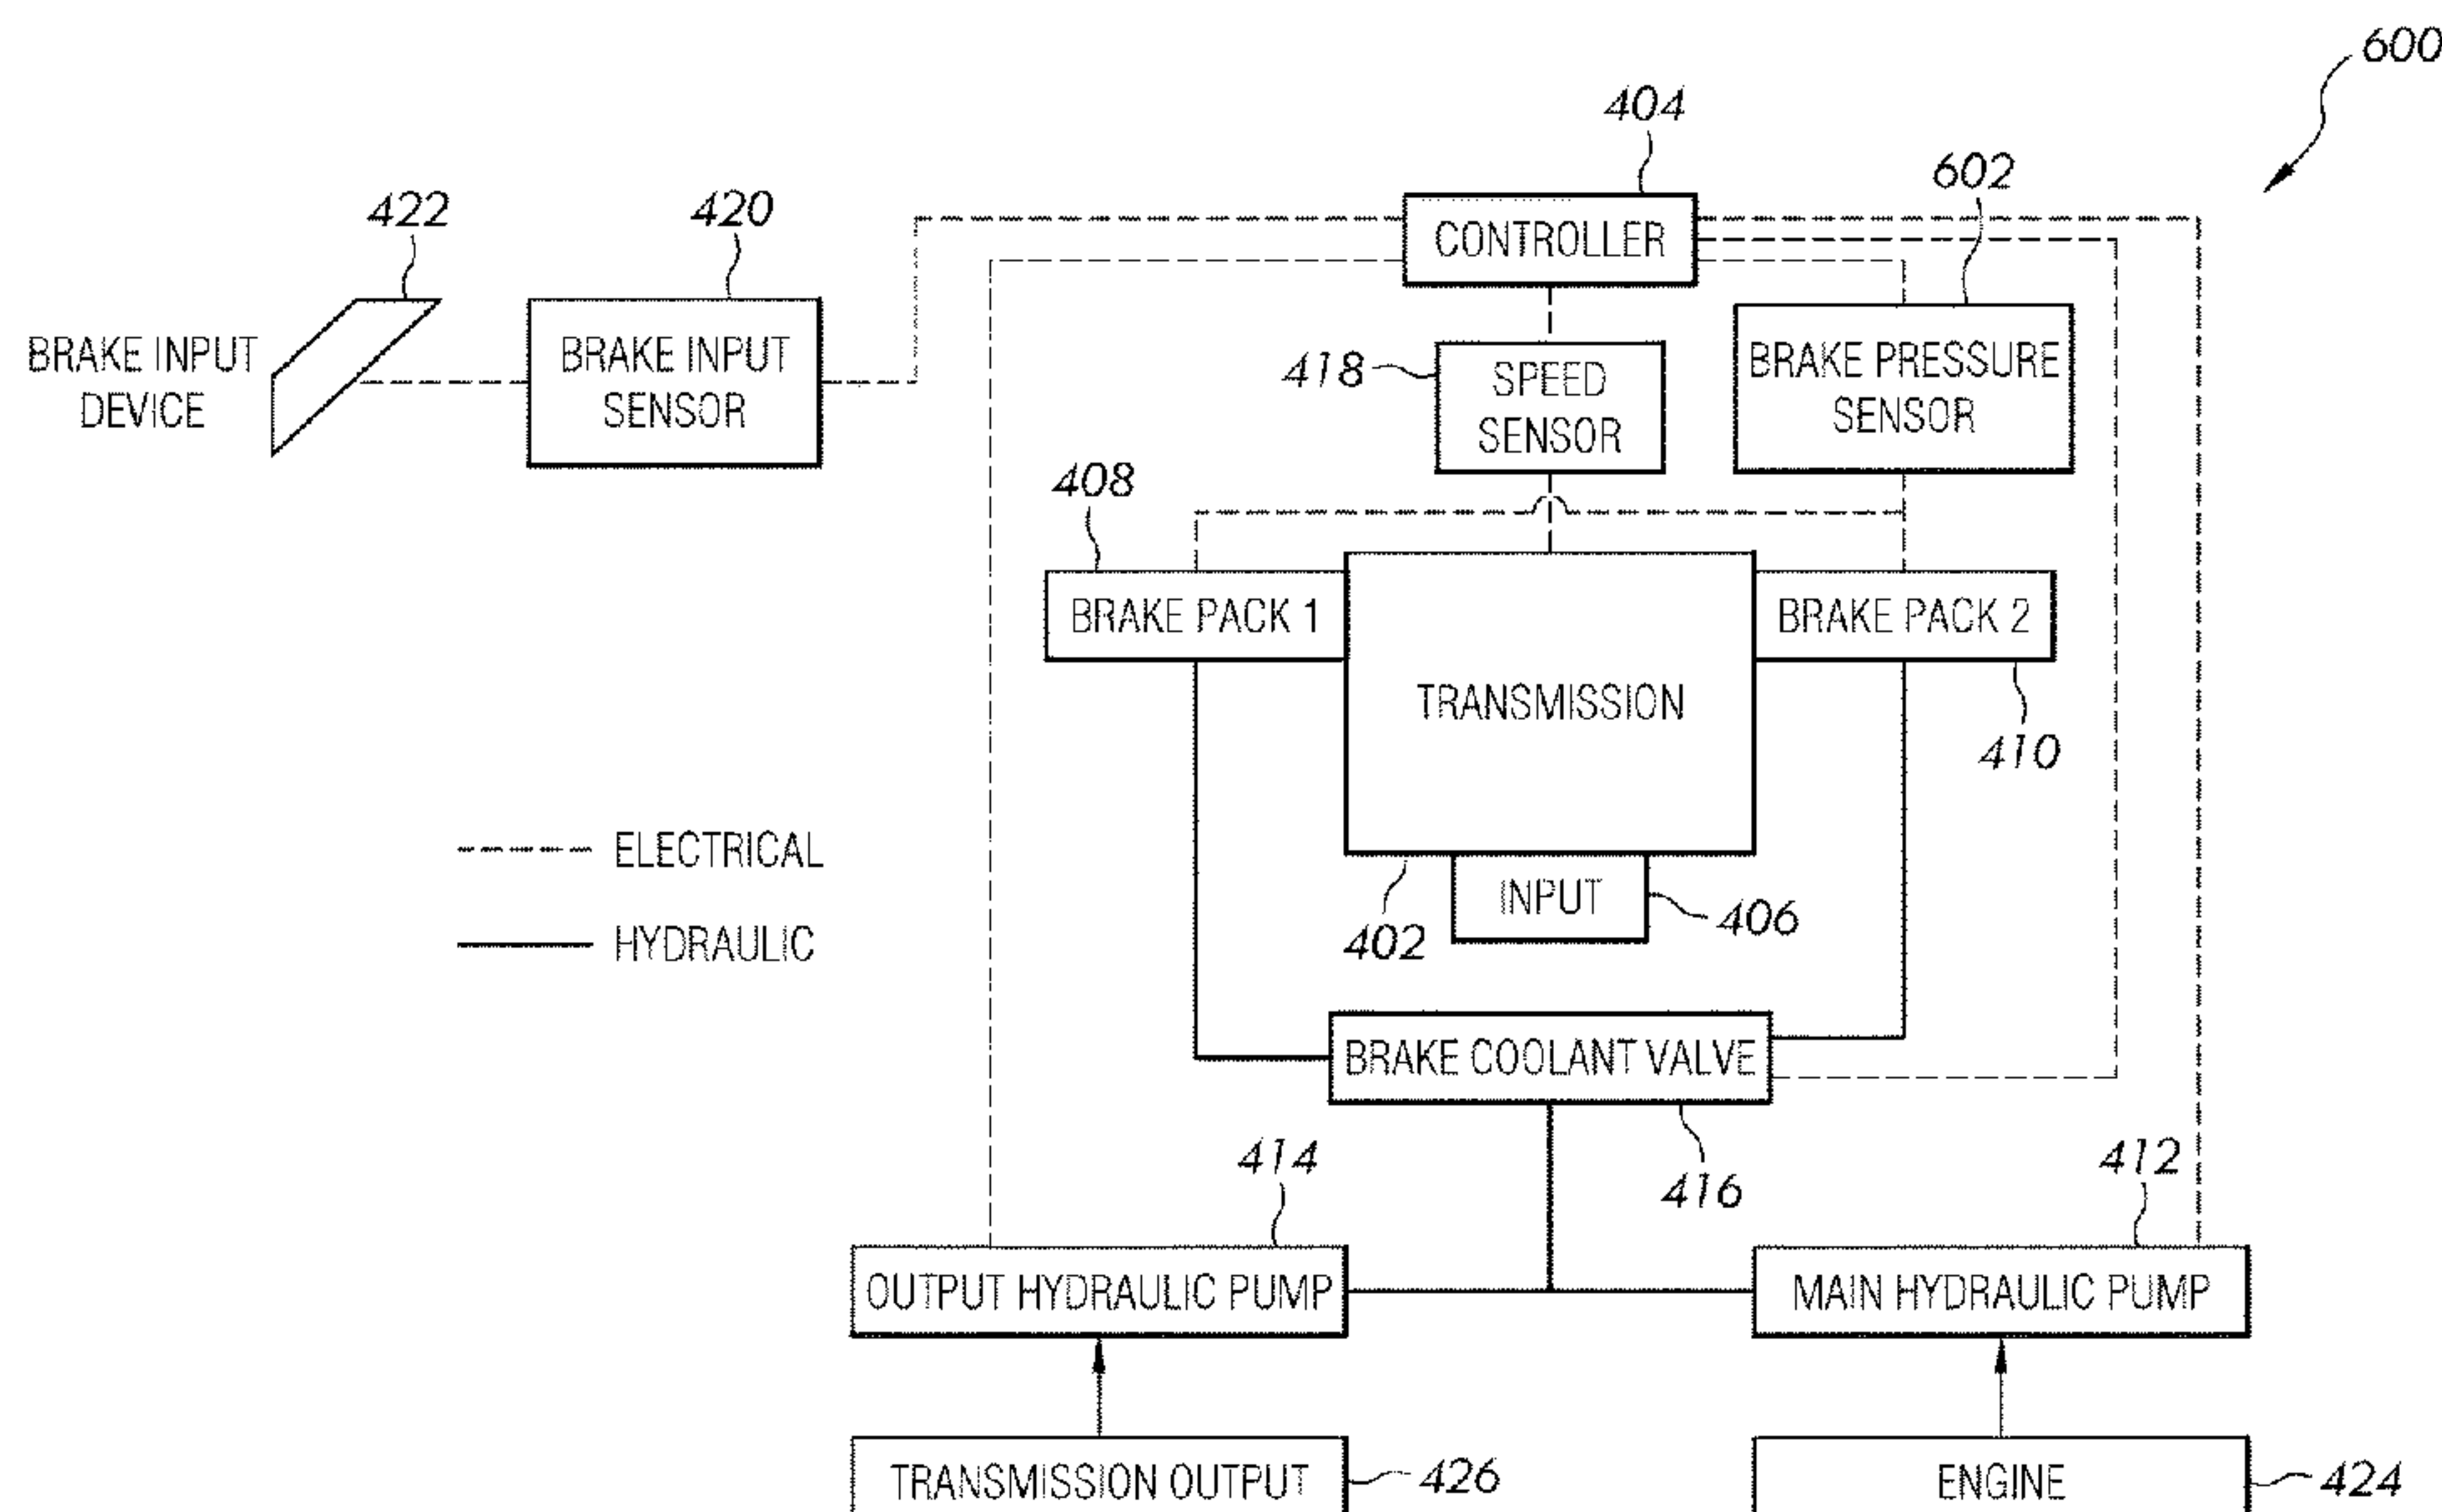 600
404
602
422
420
CONTROLLER
BRAKE INPUT
DEVICE
BRAKE INPUT
SENSOR
418
SPEED
SENSOR
BRAKE PRESSURE
SENSOR
408
BRAKE PACK 1
BRAKE PACK 2
TRANSMISSION
410
ELECTRICAL
HYDRAULIC
INPUT
406
402
BRAKE COOLANT VALVE
414
416
412
OUTPUT HYDRAULIC PUMP
MAIN HYDRAULIC PUMP
TRANSMISSION OUTPUT
426
ENGINE
424